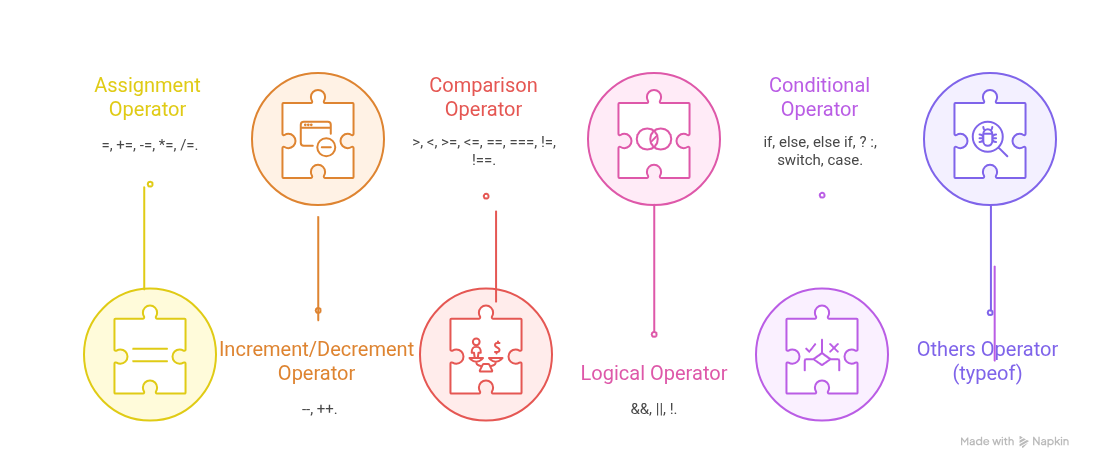 Assignment
Operator
=, +=, -=, *=, /=.
Increment/Decrement
Operator
--, ++.
Comparison
Operator
>, <, >=, <=, ==, ===, !=,
!==.
Logical Operator
&&, ||, !.
Conditional
Operator
if, else, else if, ? :,
switch, case.
Others Operator
(typeof)
Made with Napkin